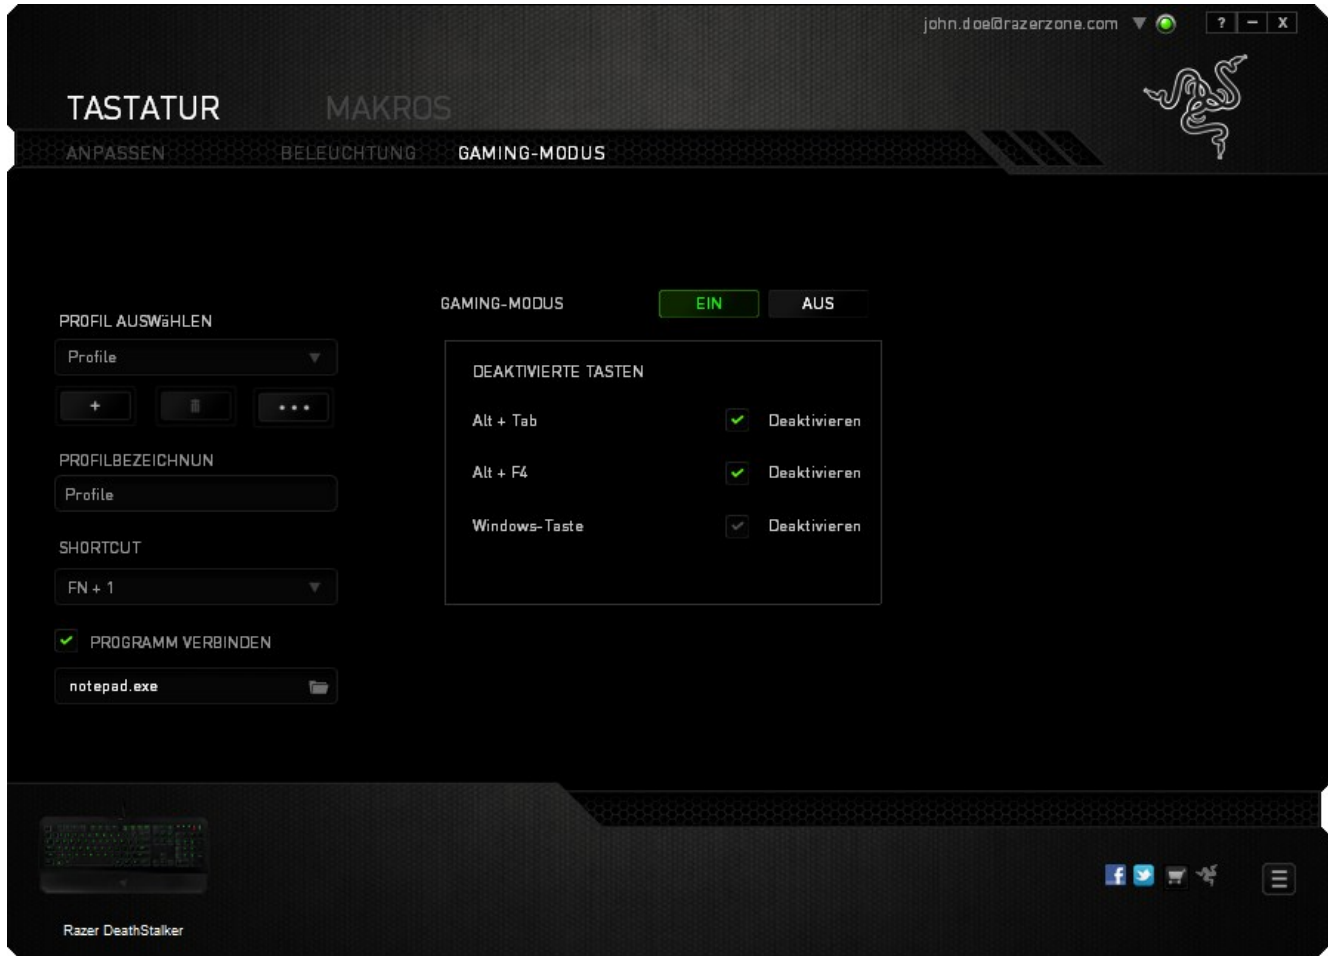 john.doe@razerzone.com
? – X
TASTATUR MAKROS
ANPASSEN BELEUCHTUNG GAMING-MODUS
GAMING-MODUS EIN AUS
PROFIL AUSWäHLEN
Profile
+ •••
PROFILBEZEICHNUN
Profile
SHORTCUT
FN + 1
PROGRAMM VERBINDEN
notepad.exe
DEAKTIVIERTE TASTEN
Alt + Tab Deaktivieren
Alt + F4 Deaktivieren
Windows-Taste Deaktivieren
Razer DeathStalker